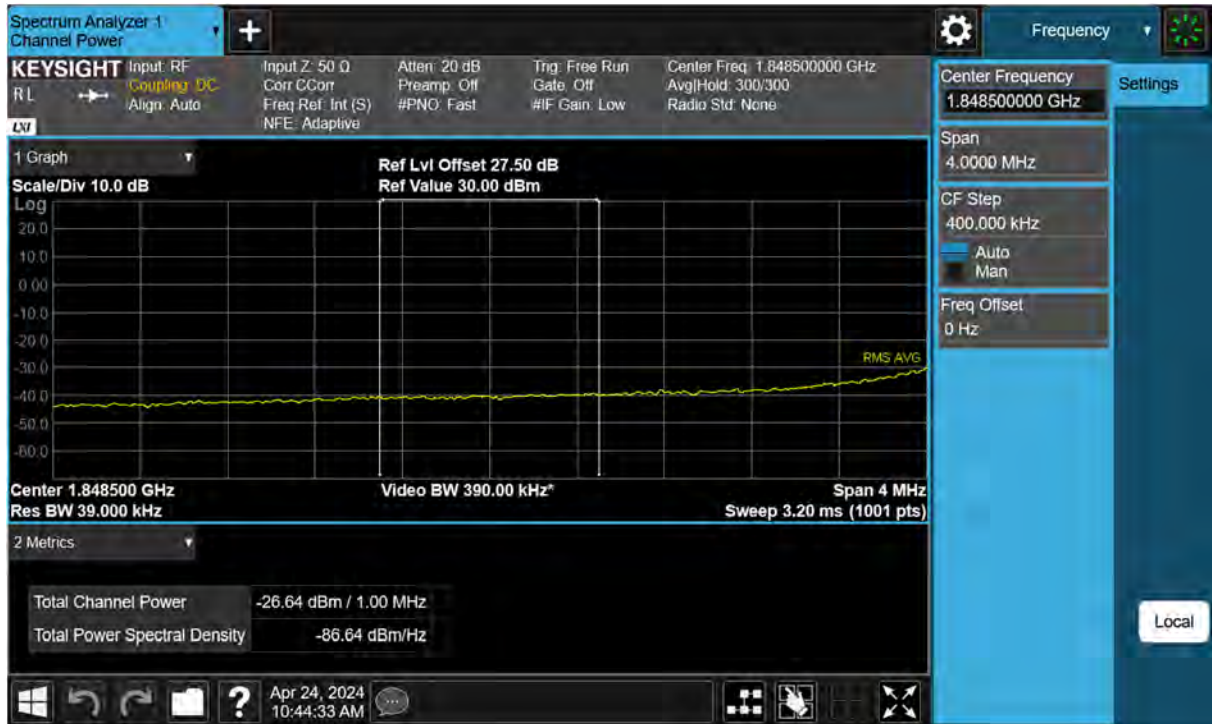 Spectrum Analyzer 1
Channel Power
+
Frequency
KEYSIGHT
RL
LXI
Input: RF
Coupling: DC
Align: Auto
Input Z: 50 Ω
Corr CCorr
Freq Ref: Int (S)
NFE: Adaptive
Atten: 20 dB
Preamp: Off
#PNO: Fast
Trig: Free Run
Gate: Off
#IF Gain: Low
Center Freq: 1.848500000 GHz
Avg|Hold: 300/300
Radio Std: None
Center Frequency
1.848500000 GHz
Settings
Span
4.0000 MHz
CF Step
400.000 kHz
Auto
Man
Freq Offset
0 Hz
1 Graph
Scale/Div 10.0 dB
Ref Lvl Offset 27.50 dB
Ref Value 30.00 dBm
Log
20.0
10.0
0.00
-10.0
-20.0
-30.0
-40.0
-50.0
-60.0
RMS AVG
Center 1.848500 GHz
Res BW 39.000 kHz
Video BW 390.00 kHz*
Span 4 MHz
Sweep 3.20 ms (1001 pts)
2 Metrics
Total Channel Power -26.64 dBm / 1.00 MHz
Total Power Spectral Density -86.64 dBm/Hz
Local
?
Apr 24, 2024
10:44:33 AM